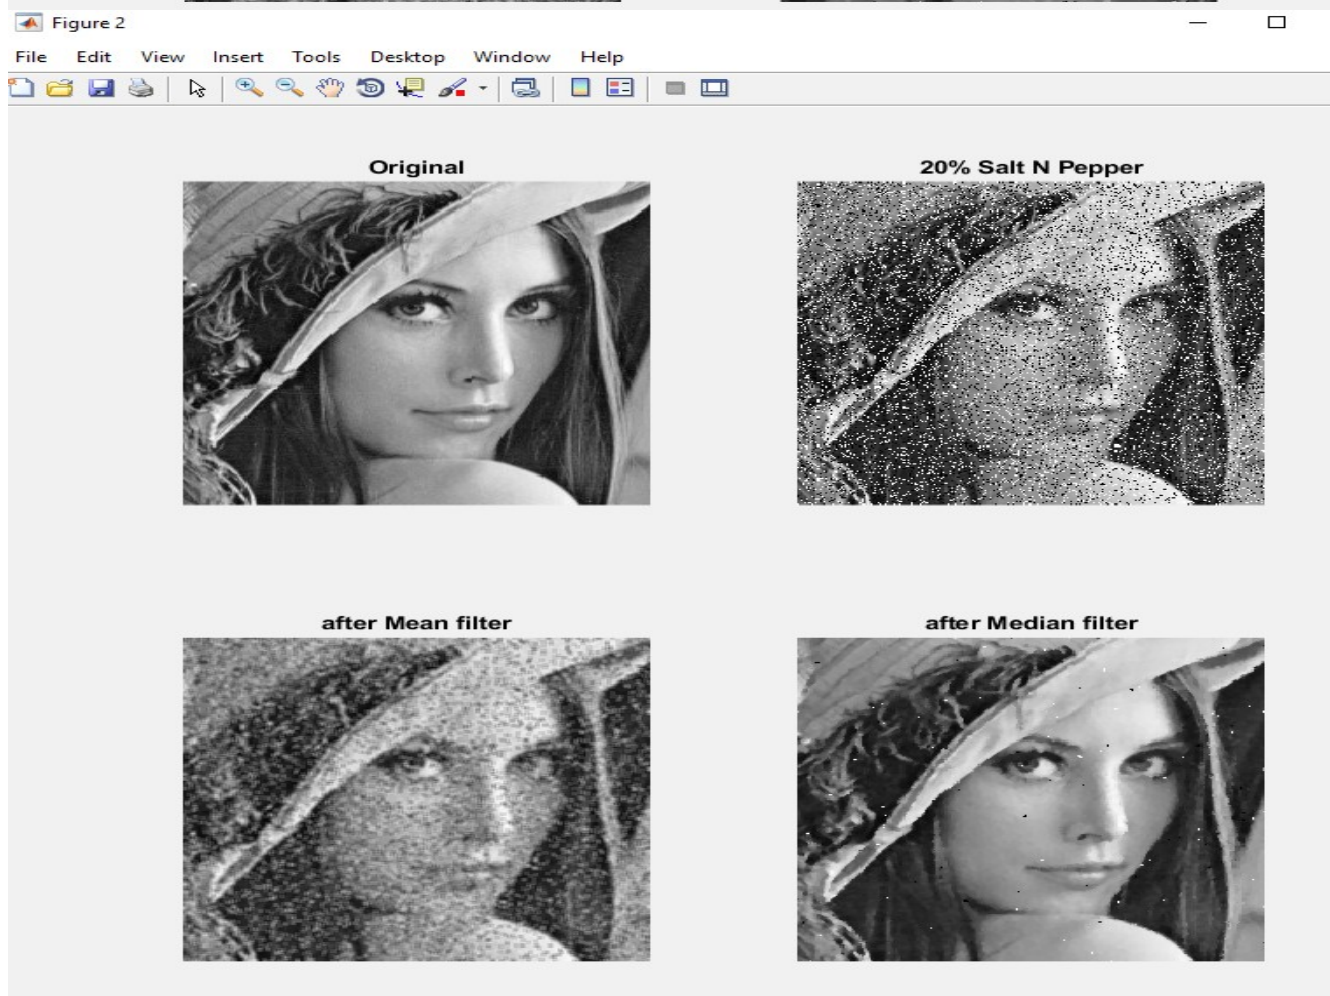 Figure 2
File Edit View Insert Tools Desktop Window Help
Original
20% Salt N Pepper
after Mean filter
after Median filter